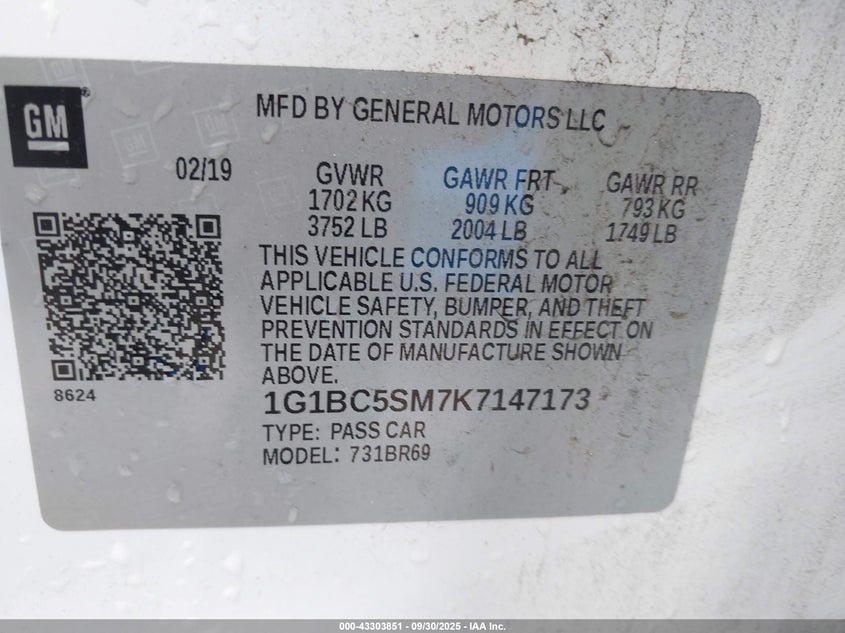 GM
MFD BY GENERAL MOTORS LLC
02/19
GVWR GAWR FRT GAWR RR
1702 KG 909 KG 793 KG
3752 LB 2004 LB 1749 LB
THIS VEHICLE CONFORMS TO ALL
APPLICABLE U.S. FEDERAL MOTOR
VEHICLE SAFETY, BUMPER, AND THEFT
PREVENTION STANDARDS IN EFFECT ON
THE DATE OF MANUFACTURE SHOWN
ABOVE.
8624
1G1BC5SM7K7147173
TYPE: PASS CAR
MODEL: 731BR69
000-43303851 - 09/30/2025 - IAA Inc.